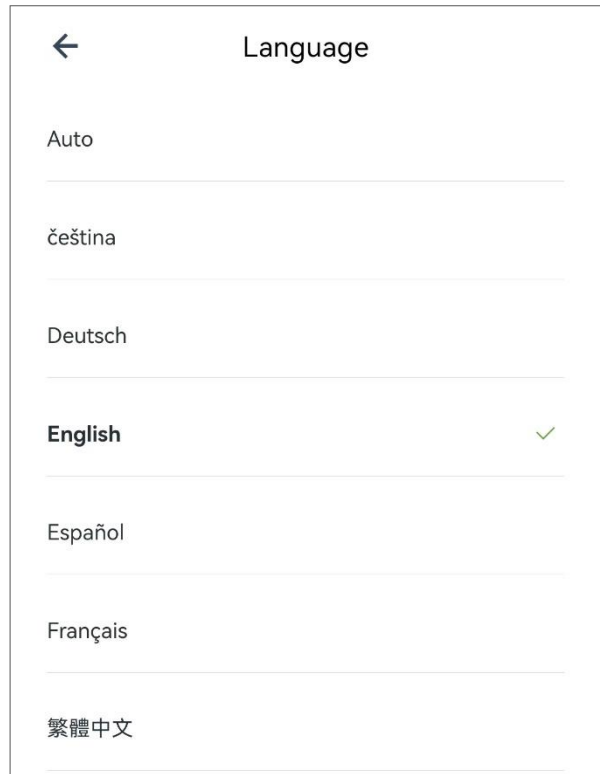 Language
Auto
čeština
Deutsch
English
Español
Français
繁體中文